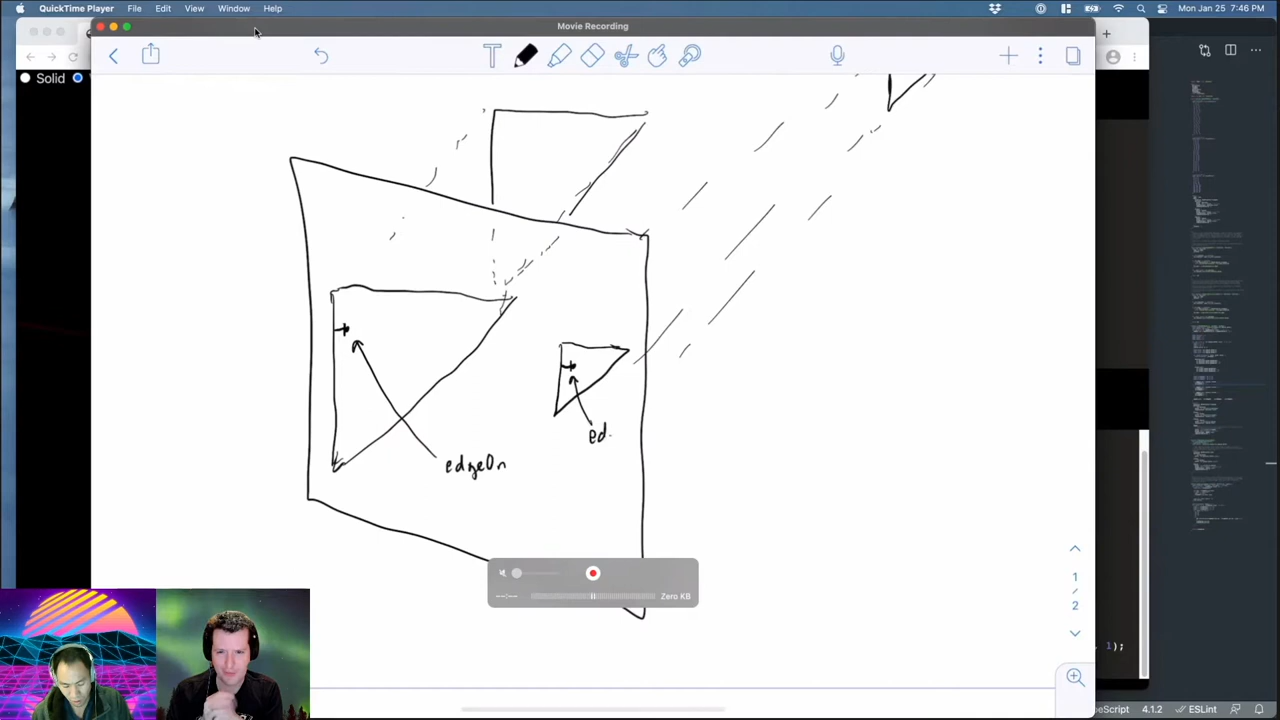 QuickTime Player File Edit View Window Help
Mon Jan 25 7:46 PM
Movie Recording
Solid
T
edgeOn
ed.
1
2
--:--
Zero KB
1);
4.1.2
ESLint